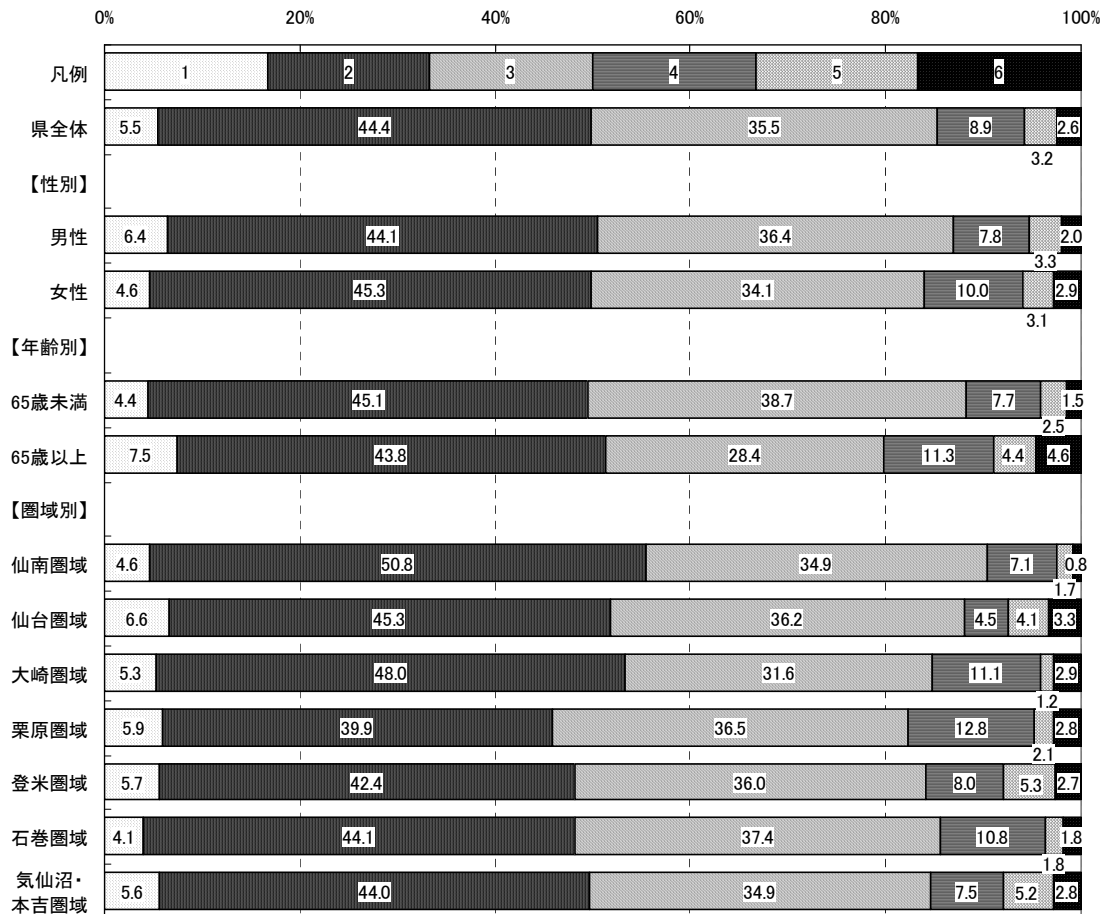 0% 20% 40% 60% 80% 100%
凡例 1 2 3 4 5 6
県全体 5.5 44.4 35.5 8.9 3.2 2.6
【性別】
男性 6.4 44.1 36.4 7.8 3.3 2.0
女性 4.6 45.3 34.1 10.0 3.1 2.9
【年齢別】
65歳未満 4.4 45.1 38.7 7.7 2.5 1.5
65歳以上 7.5 43.8 28.4 11.3 4.4 4.6
【圏域別】
仙南圏域 4.6 50.8 34.9 7.1 1.7 0.8
仙台圏域 6.6 45.3 36.2 4.5 4.1 3.3
大崎圏域 5.3 48.0 31.6 11.1 1.2 2.9
栗原圏域 5.9 39.9 36.5 12.8 2.1 2.8
登米圏域 5.7 42.4 36.0 8.0 5.3 2.7
石巻圏域 4.1 44.1 37.4 10.8 1.8 1.8
気仙沼・
本吉圏域 5.6 44.0 34.9 7.5 5.2 2.8